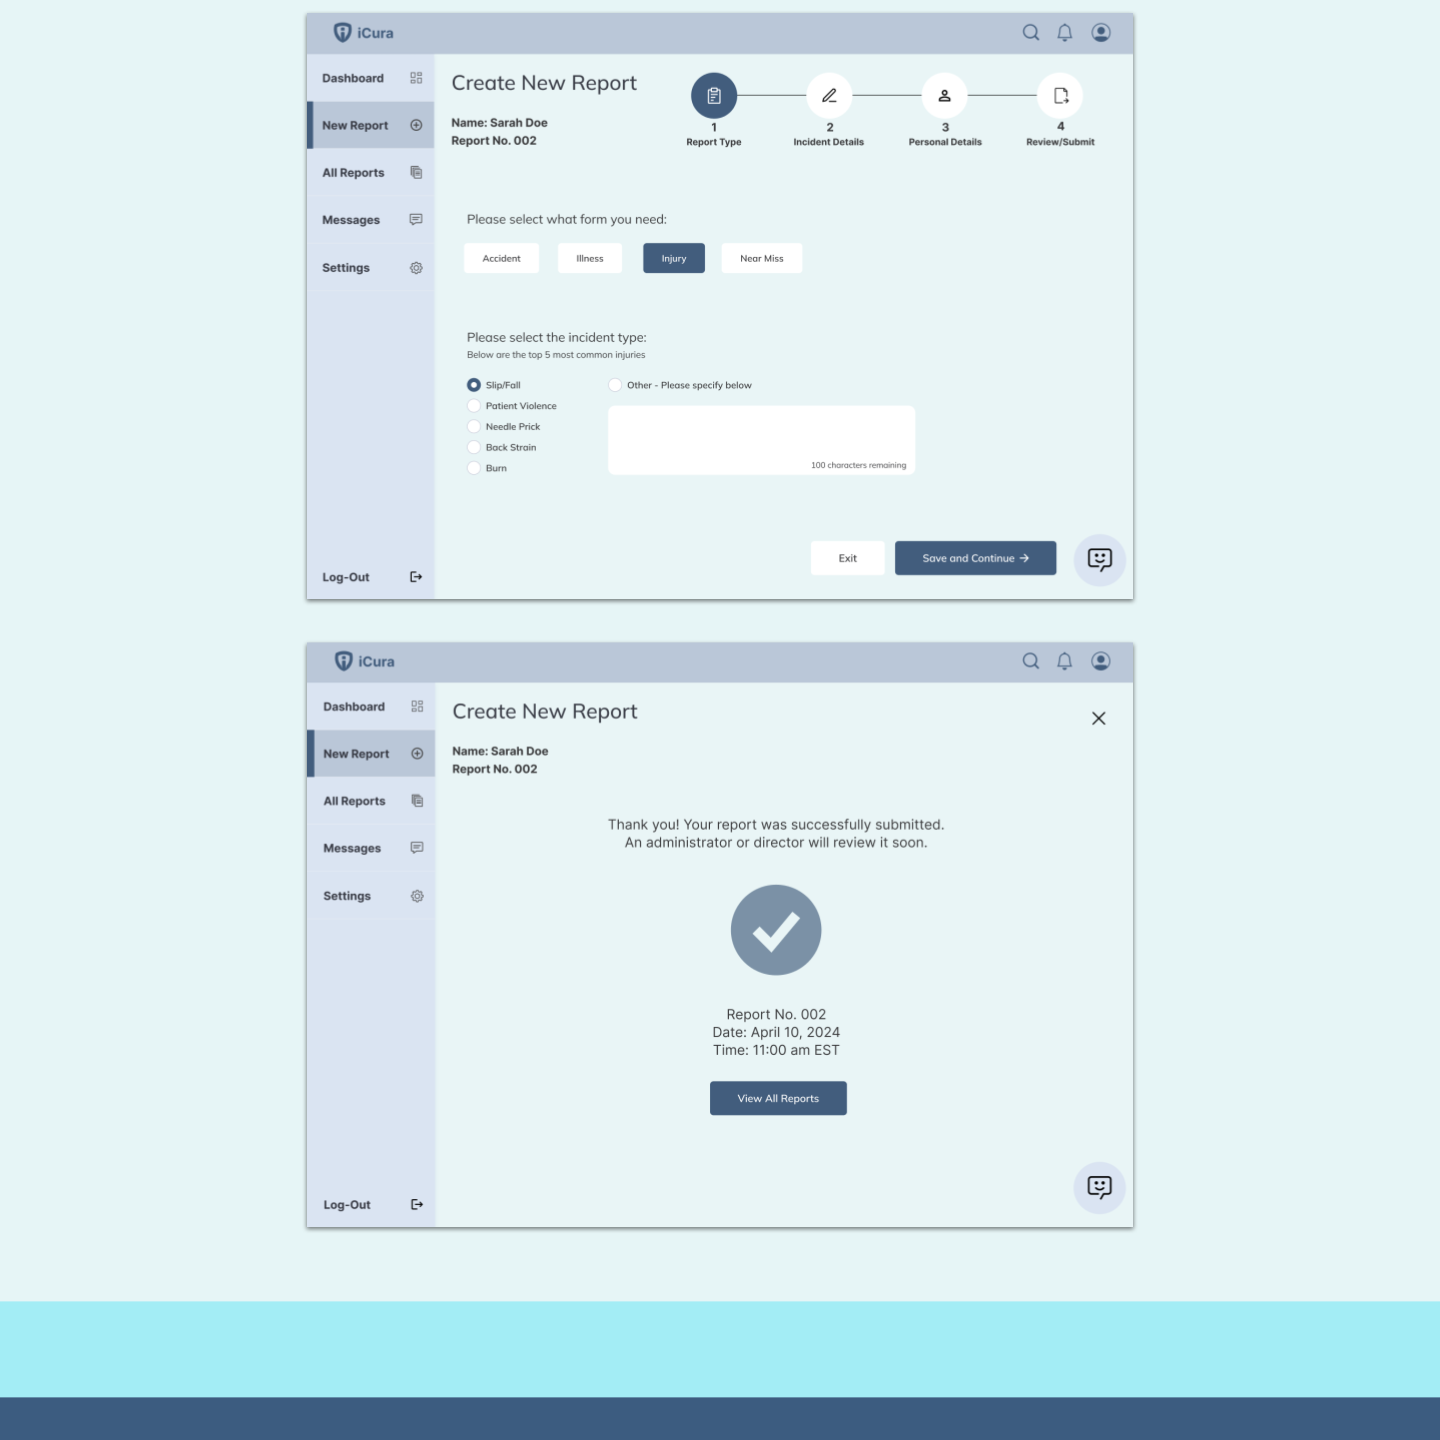 iCura
Dashboard
New Report
All Reports
Messages
Settings
Log-Out
Create New Report
Name: Sarah Doe
Report No. 002
1
Report Type
2
Incident Details
3
Personal Details
4
Review/Submit
Please select what form you need:
Accident
Illness
Injury
Near Miss
Please select the incident type:
Below are the top 5 most common injuries
Slip/Fall
Patient Violence
Needle Prick
Back Strain
Burn
Other - Please specify below
100 characters remaining
Exit
Save and Continue →
iCura
Dashboard
New Report
All Reports
Messages
Settings
Log-Out
Create New Report
Name: Sarah Doe
Report No. 002
Thank you! Your report was successfully submitted.
An administrator or director will review it soon.
Report No. 002
Date: April 10, 2024
Time: 11:00 am EST
View All Reports